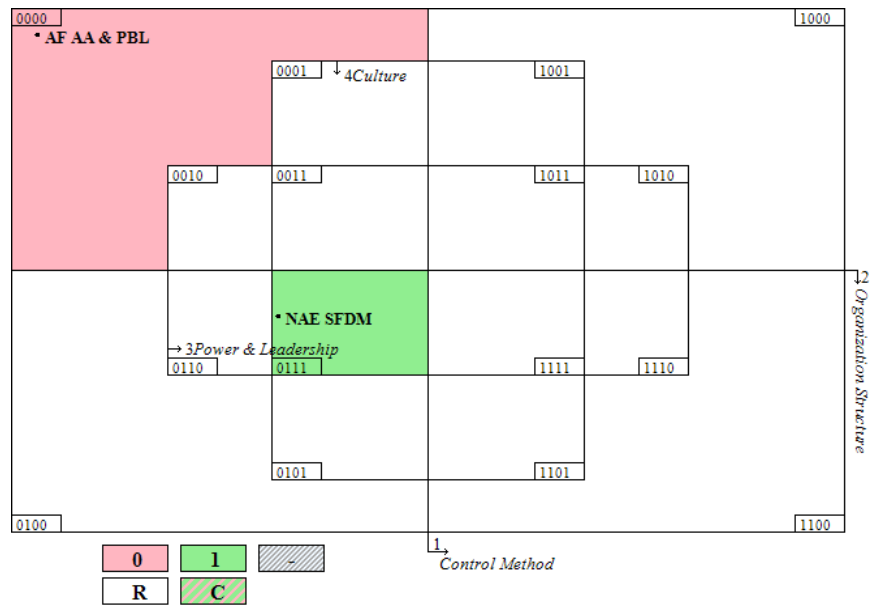 0000
1000
AF AA & PBL
0001
4Culture
1001
0010
0011
1011
1010
2
Organization Structure
NAE SFDM
3Power & Leadership
0110
0111
1111
1110
0101
1101
0100
1100
1
Control Method
0
1
-
R
C